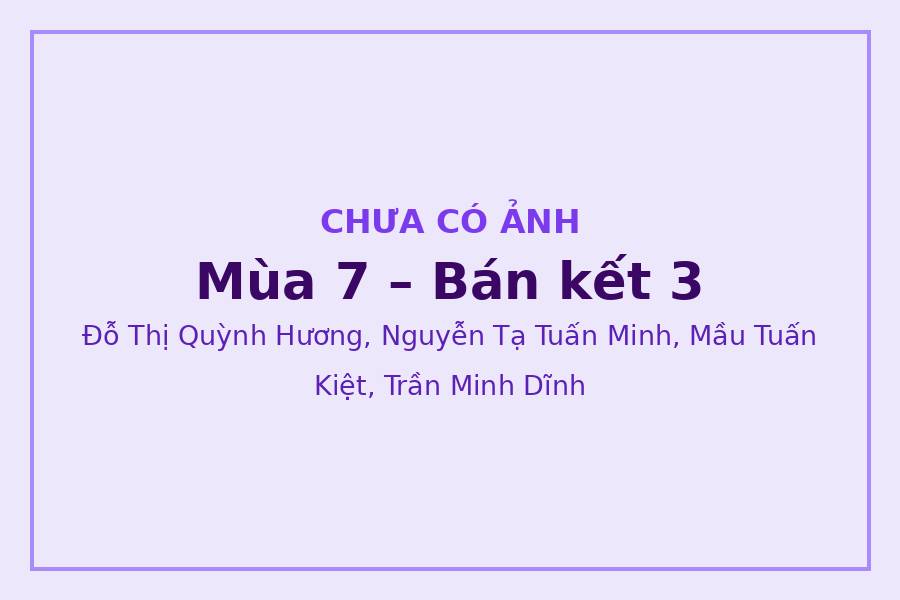 CHƯA CÓ ẢNH
Mùa 7 – Bán kết 3
Đỗ Thị Quỳnh Hương, Nguyễn Tạ Tuấn Minh, Mầu Tuấn
Kiệt, Trần Minh Dĩnh